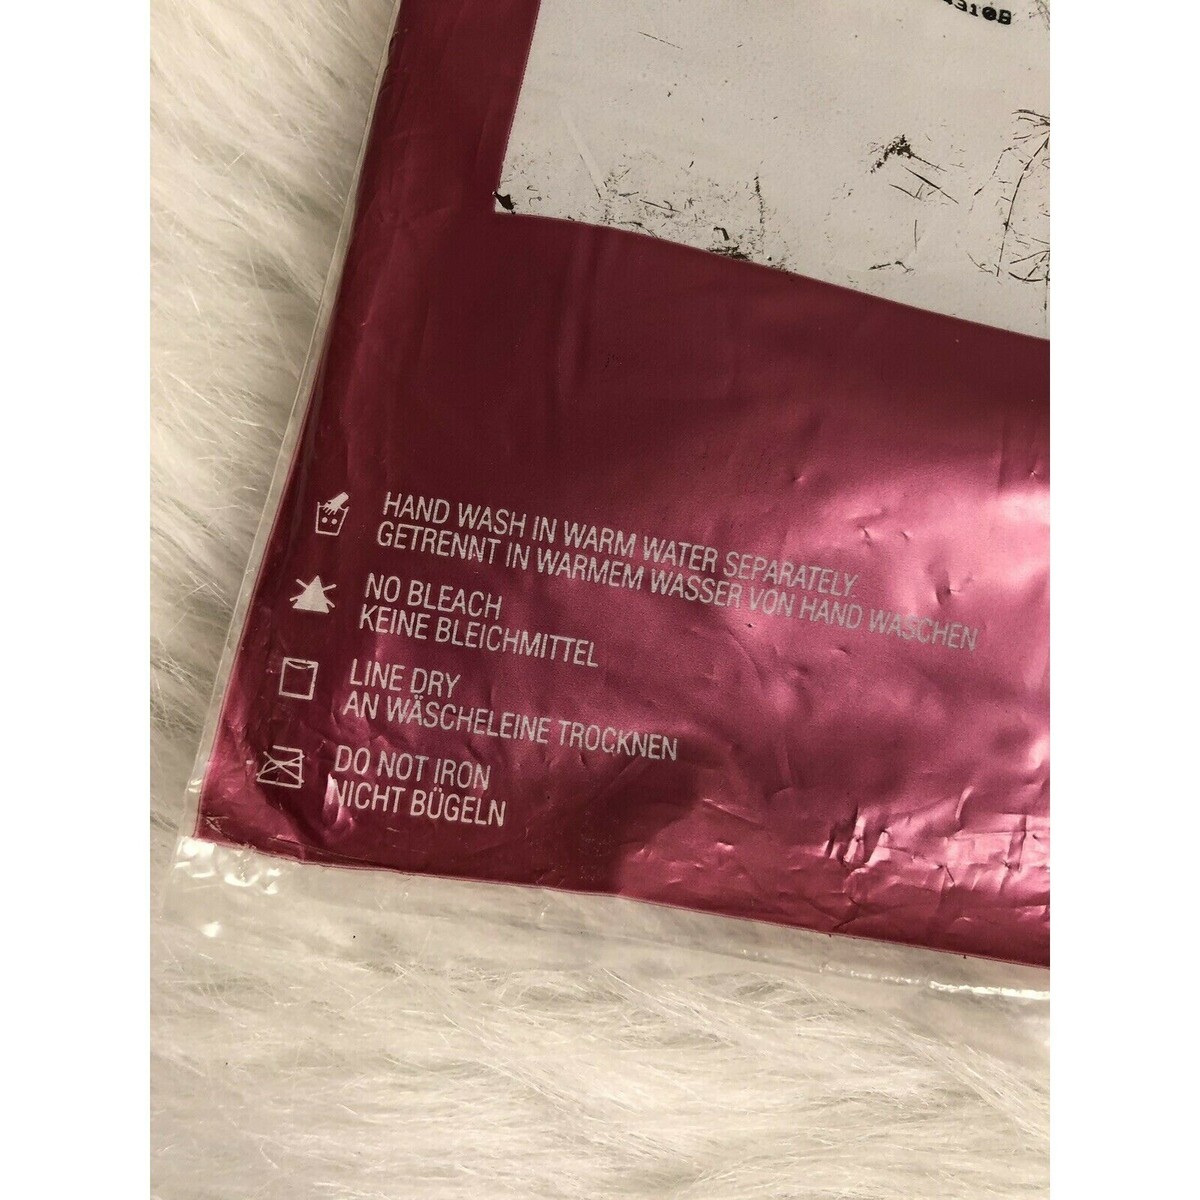 HAND WASH IN WARM WATER SEPARATELY.
GETRENNT IN WARMEM WASSER VON HAND WASCHEN
NO BLEACH
KEINE BLEICHMITTEL
LINE DRY
AN WÄSCHELEINE TROCKNEN
DO NOT IRON
NICHT BÜGELN